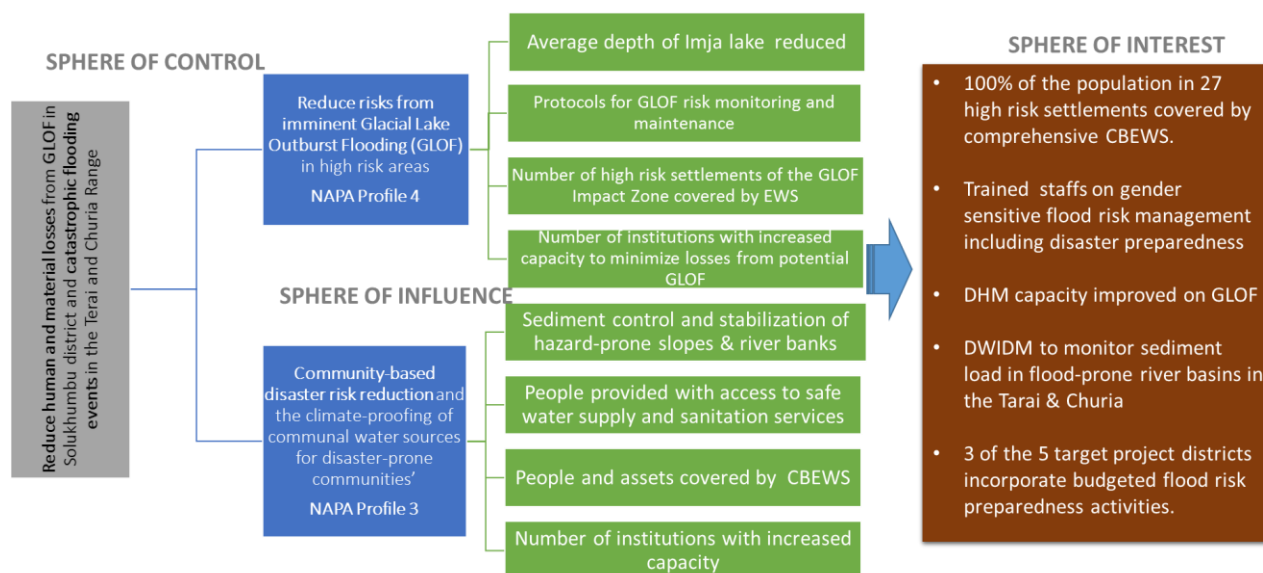 SPHERE OF CONTROL
Reduce human and material losses from GLOF in
Solukhumbu district and catastrophic flooding
events in the Terai and Churia Range
Reduce risks from
imminent Glacial Lake
Outburst Flooding (GLOF)
in high risk areas
NAPA Profile 4
SPHERE OF INFLUENCE
Community-based
disaster risk reduction and
the climate-proofing of
communal water sources
for disaster-prone
communities’
NAPA Profile 3
Average depth of Imja lake reduced
Protocols for GLOF risk monitoring and
maintenance
Number of high risk settlements of the GLOF
Impact Zone covered by EWS
Number of institutions with increased
capacity to minimize losses from potential
GLOF
Sediment control and stabilization of
hazard-prone slopes & river banks
People provided with access to safe
water supply and sanitation services
People and assets covered by CBEWS
Number of institutions with increased
capacity
SPHERE OF INTEREST
• 100% of the population in 27
high risk settlements covered by
comprehensive CBEWS.
• Trained staffs on gender
sensitive flood risk management
including disaster preparedness
• DHM capacity improved on GLOF
• DWIDM to monitor sediment
load in flood-prone river basins in
the Tarai & Churia
• 3 of the 5 target project districts
incorporate budgeted flood risk
preparedness activities.